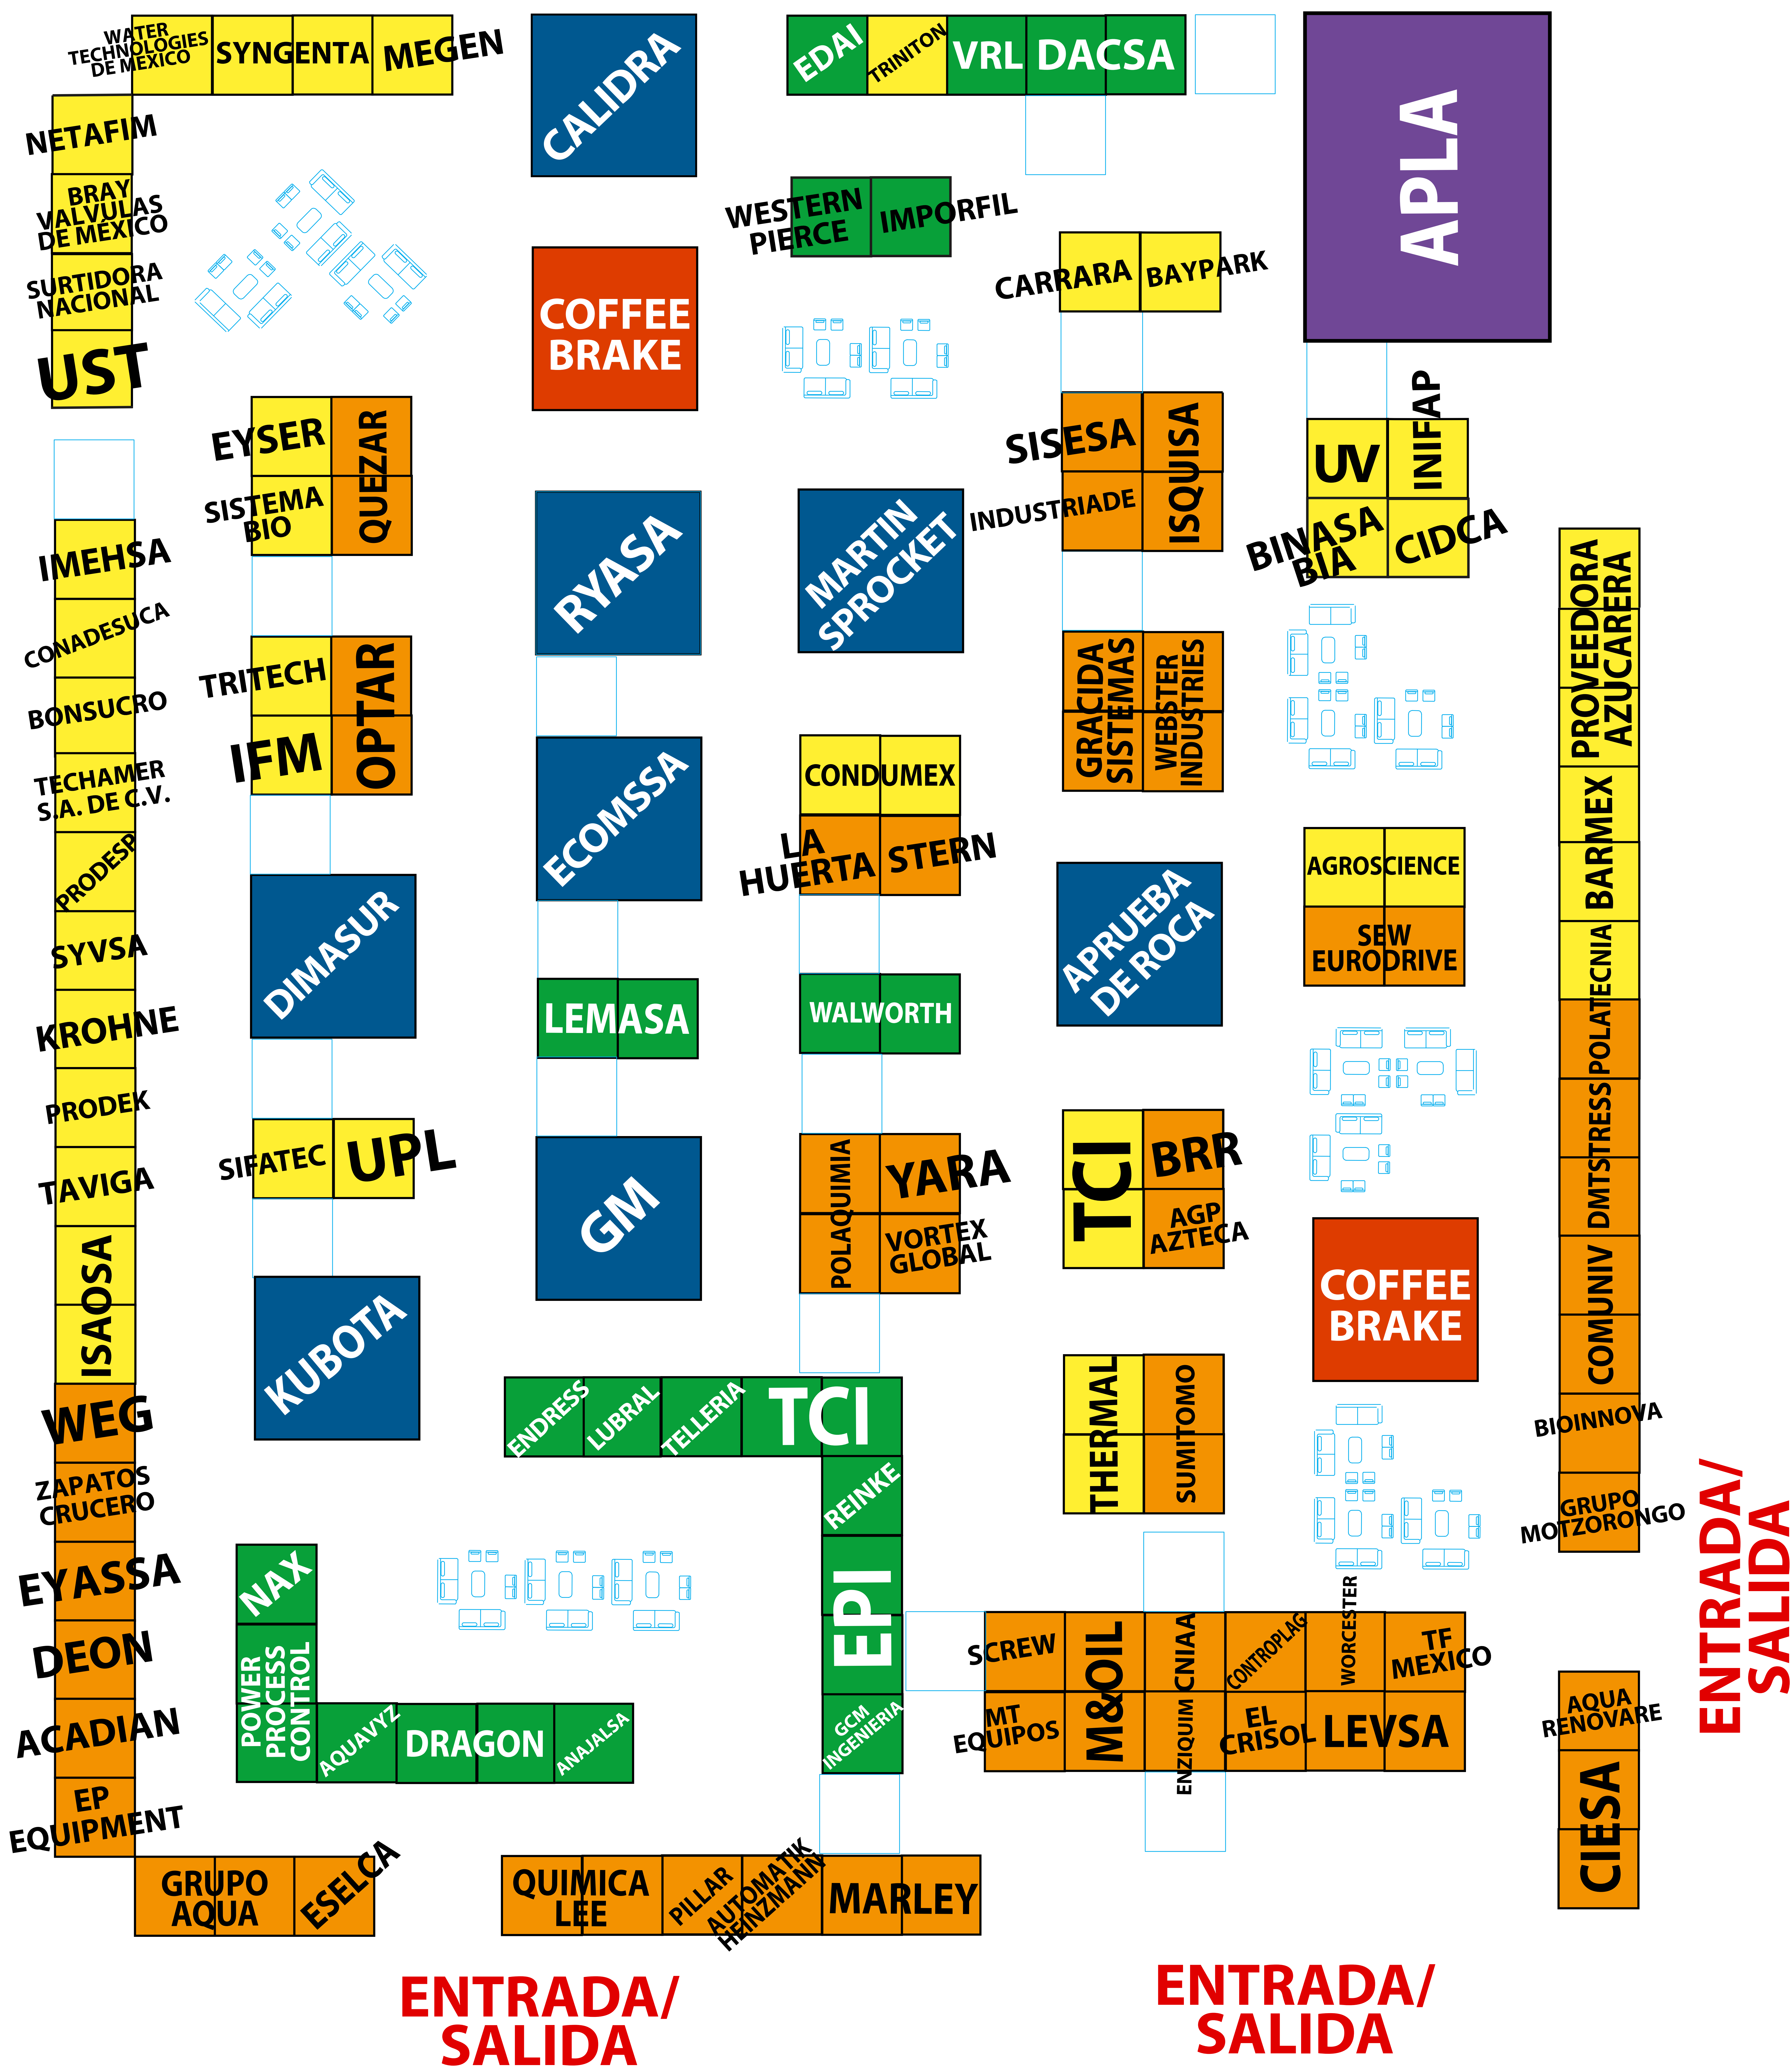 WATER
TECHNOLOGIES
DE MEXICO
SYNGENTA
MEGEN
CALIDRA
EDAI
TRINITON
VRL
DACSA
APLA
NETAFIM
BRAY
VALVULAS
DE MÉXICO
SURTIDORA
NACIONAL
UST
WESTERN
PIERCE
IMPORFIL
COFFEE
BRAKE
CARRARA
BAYPARK
EYSER
QUEZAR
SISTEMA
BIO
SISESA
ISQUISA
INDUSTRIADE
UV
INIFAP
BINASA
BIA
CIDCA
RYASA
MARTIN
SPROCKET
IMEHSA
CONADESUCA
BONSUCRO
TECHAMER
S.A. DE C.V.
PRODESP
SYVSA
KROHNE
PRODEK
TAVIGA
ISAOSA
WEG
ZAPATOS
CRUCERO
EYASSA
DEON
ACADIAN
EP
EQUIPMENT
TRITECH
OPTAR
IFM
ECOMSSA
CONDUMEX
LA
HUERTA
STERN
GRACIDA
SISTEMAS
WEBSTER
INDUSTRIES
PROVEEDORA
AZUCARERA
BARMEX
POLATECNIA
DMTSTRESS
COMUNIV
BIOINNOVA
GRUPO
MOTZORONGO
AGROSCIENCE
SEW
EURODRIVE
DIMASUR
LEMASA
WALWORTH
APRUEBA
DE ROCA
SIFATEC
UPL
GM
POLAQUIMIA
YARA
VORTEX
GLOBAL
TCI
BRR
AGP
AZTECA
COFFEE
BRAKE
KUBOTA
ENDRESS
LUBRAL
TELLERIA
TCI
REINKE
EPI
GCM
INGENIERIA
THERMAL
SUMITOMO
NAX
POWER
PROCESS
CONTROL
AQUAVYZ
DRAGON
ANAJALSA
SCREW
M&OIL
CNIAA
CONTROPLAG
WORCESTER
TF
MEXICO
MT
EQUIPOS
ENZIQUIM
EL
CRISOL
LEVSA
AQUA
RENOVARE
CIESA
GRUPO
AQUA
ESELCA
QUIMICA
LEE
PILLAR
AUTOMATIK
HEINZMANN
MARLEY
ENTRADA/
SALIDA
ENTRADA/
SALIDA
ENTRADA/
SALIDA